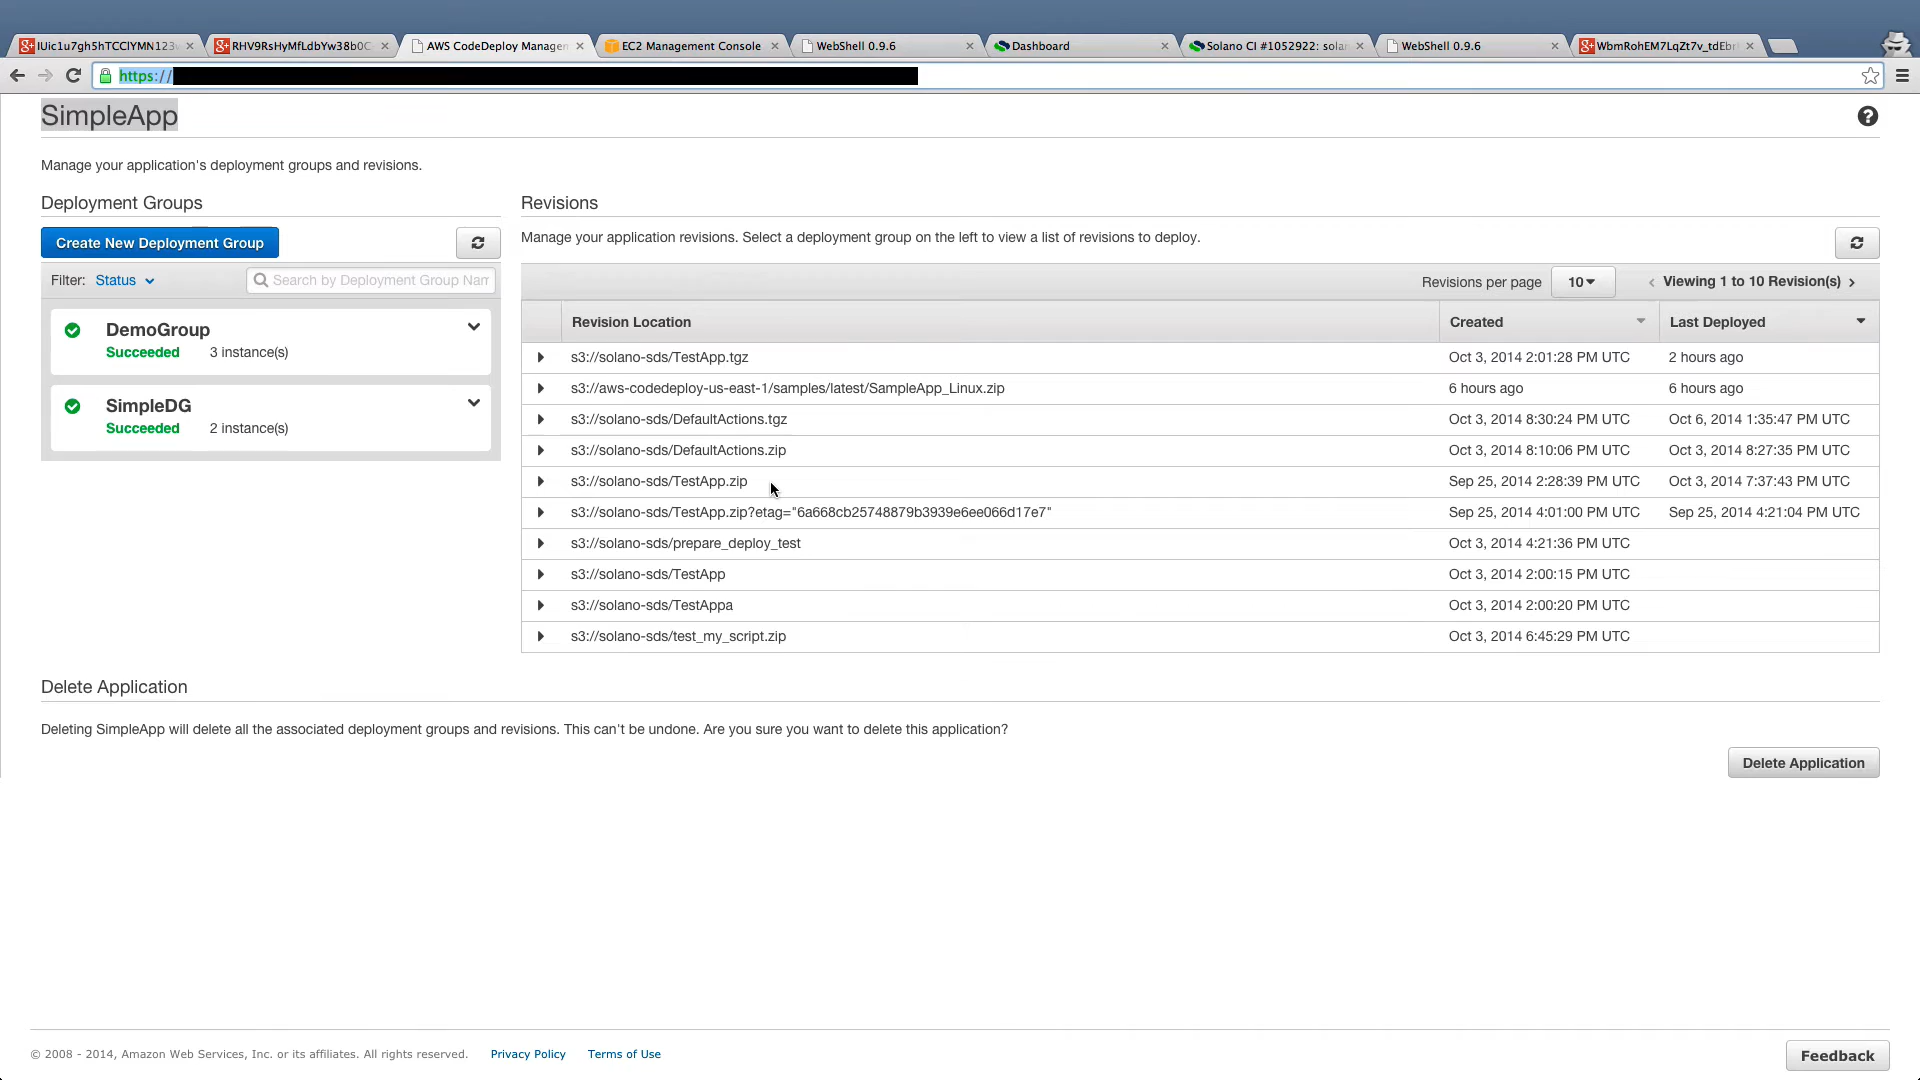 IUic1u7gh5hTCClYMN123
RHV9RsHyMfLdbYw38b0C
AWS CodeDeploy Manage
EC2 Management Console
WebShell 0.9.6
Dashboard
Solano CI #1052922: sola
WebShell 0.9.6
WbmRohEM7LqZt7v_tdEb
https://
SimpleApp
Manage your application's deployment groups and revisions.
Deployment Groups
Create New Deployment Group
Filter: Status
Search by Deployment Group Nam
DemoGroup
Succeeded 3 instance(s)
SimpleDG
Succeeded 2 instance(s)
Revisions
Manage your application revisions. Select a deployment group on the left to view a list of revisions to deploy.
Revisions per page 10 Viewing 1 to 10 Revision(s)
Revision Location Created Last Deployed
s3://solano-sds/TestApp.tgz Oct 3, 2014 2:01:28 PM UTC 2 hours ago
s3://aws-codedeploy-us-east-1/samples/latest/SampleApp_Linux.zip 6 hours ago 6 hours ago
s3://solano-sds/DefaultActions.tgz Oct 3, 2014 8:30:24 PM UTC Oct 6, 2014 1:35:47 PM UTC
s3://solano-sds/DefaultActions.zip Oct 3, 2014 8:10:06 PM UTC Oct 3, 2014 8:27:35 PM UTC
s3://solano-sds/TestApp.zip Sep 25, 2014 2:28:39 PM UTC Oct 3, 2014 7:37:43 PM UTC
s3://solano-sds/TestApp.zip?etag="6a668cb25748879b3939e6ee066d17e7" Sep 25, 2014 4:01:00 PM UTC Sep 25, 2014 4:21:04 PM UTC
s3://solano-sds/prepare_deploy_test Oct 3, 2014 4:21:36 PM UTC
s3://solano-sds/TestApp Oct 3, 2014 2:00:15 PM UTC
s3://solano-sds/TestAppa Oct 3, 2014 2:00:20 PM UTC
s3://solano-sds/test_my_script.zip Oct 3, 2014 6:45:29 PM UTC
Delete Application
Deleting SimpleApp will delete all the associated deployment groups and revisions. This can't be undone. Are you sure you want to delete this application?
Delete Application
© 2008 - 2014, Amazon Web Services, Inc. or its affiliates. All rights reserved. Privacy Policy Terms of Use
Feedback